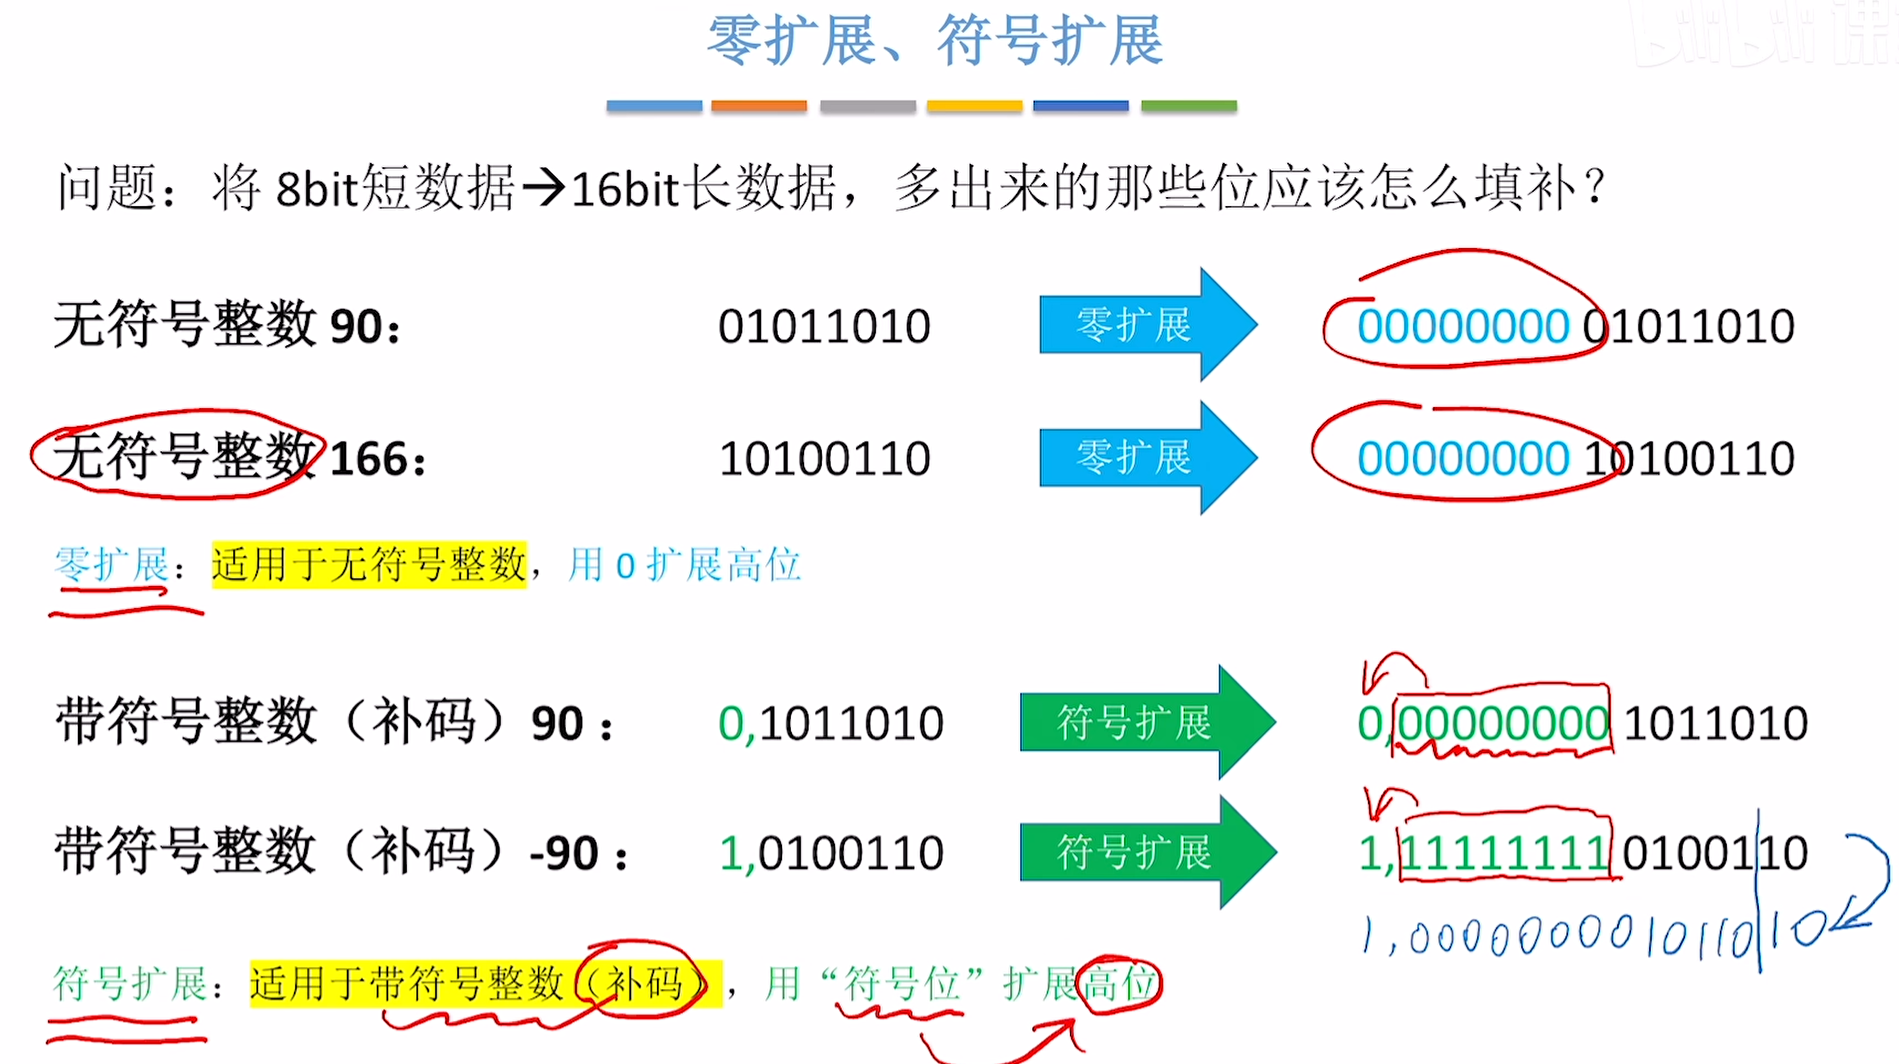 bilibili 课
零扩展、符号扩展
问题：将 8bit短数据→16bit长数据，多出来的那些位应该怎么填补？
无符号整数 90： 01011010 零扩展 00000000 01011010
无符号整数 166： 10100110 零扩展 00000000 10100110
零扩展：适用于无符号整数，用 0 扩展高位
带符号整数（补码）90 ： 0,1011010 符号扩展 0,00000000 1011010
带符号整数（补码）-90 ： 1,0100110 符号扩展 1,11111111 0100110
1,000000001011010
符号扩展：适用于带符号整数（补码），用“符号位”扩展高位